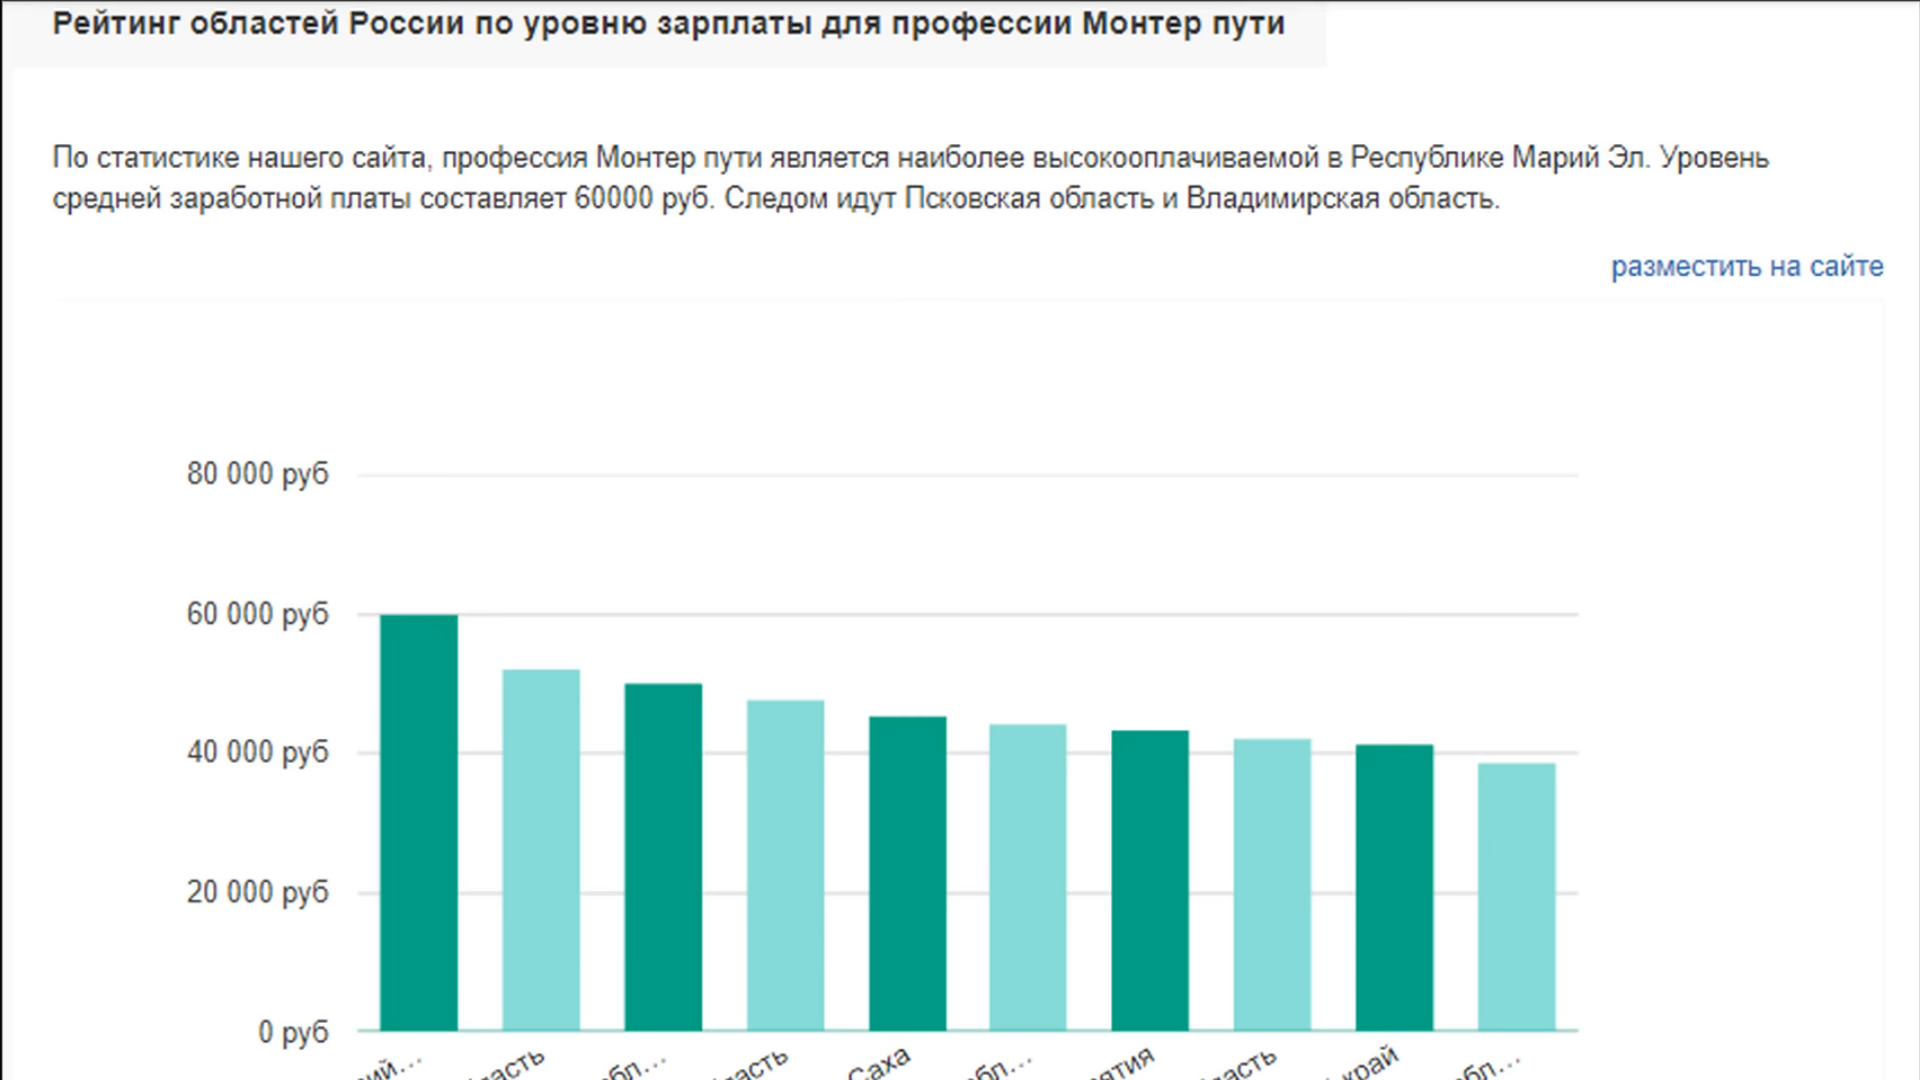 Рейтинг областей России по уровню зарплаты для профессии Монтер пути
По статистике нашего сайта, профессия Монтер пути является наиболее высокооплачиваемой в Республике Марий Эл. Уровень
средней заработной платы составляет 60000 руб. Следом идут Псковская область и Владимирская область.
разместить на сайте
80 000 руб
60 000 руб
40 000 руб
20 000 руб
0 руб
Саха
край